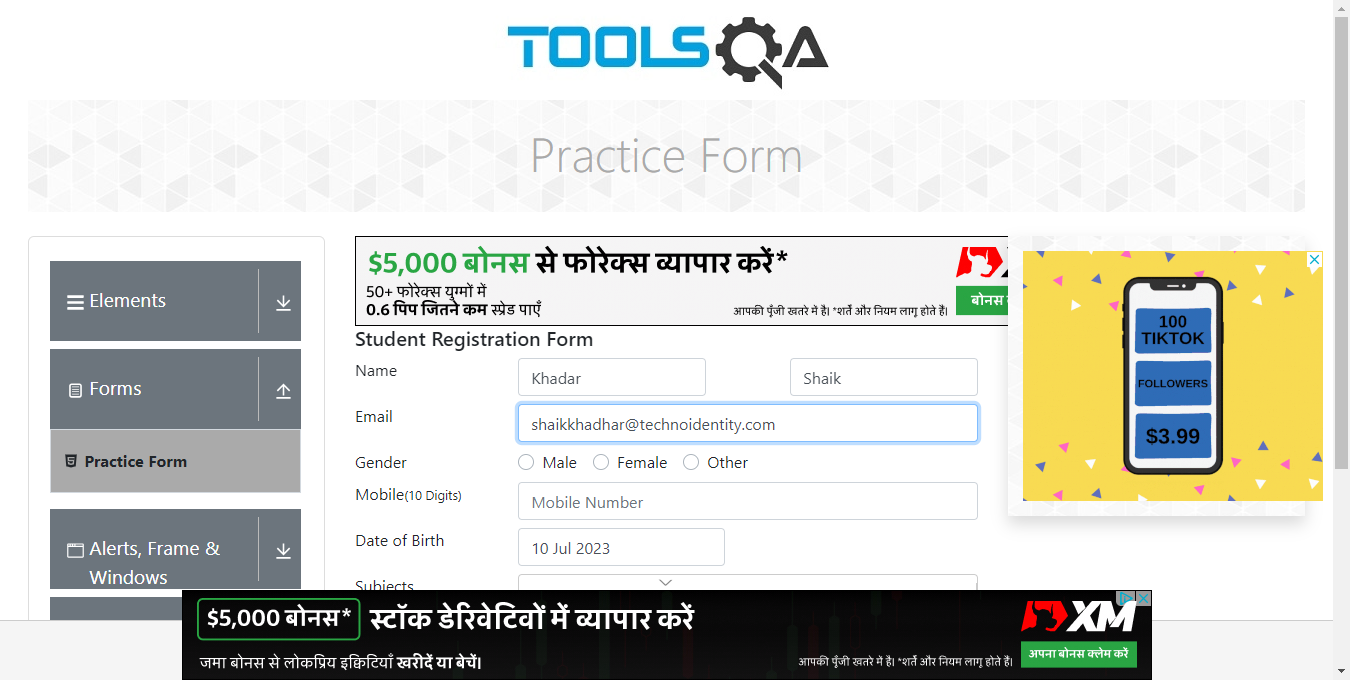 TOOLSQA
Practice Form
Elements
Forms
Practice Form
Alerts, Frame &
Windows
$5,000 बोनस से फोरेक्स व्यापार करें*
50+ फोरेक्स युग्मों में
0.6 पिप जितने कम स्प्रेड पाएँ
आपकी पूँजी खतरे में है। *शर्तें और नियम लागू होते हैं।
बोनस
Student Registration Form
Name
Khadar
Shaik
Email
shaikkhadhar@technoidentity.com
Gender
Male
Female
Other
Mobile(10 Digits)
Mobile Number
Date of Birth
10 Jul 2023
Subjects
100
TIKTOK
FOLLOWERS
$3.99
$5,000 बोनस* स्टॉक डेरिवेटिवों में व्यापार करें
जमा बोनस से लोकप्रिय इक्विटियाँ खरीदें या बेचें।
आपकी पूँजी खतरे में है। *शर्तें और नियम लागू होते हैं।
XM
अपना बोनस क्लेम करें